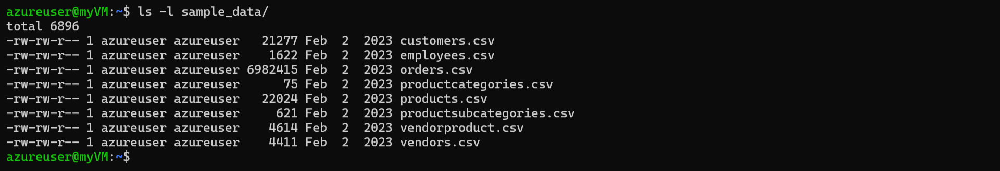 azureuser@myVM:~$ ls -l sample_data/
total 6896
-rw-rw-r-- 1 azureuser azureuser   21277 Feb  2  2023 customers.csv
-rw-rw-r-- 1 azureuser azureuser    1622 Feb  2  2023 employees.csv
-rw-rw-r-- 1 azureuser azureuser 6982415 Feb  2  2023 orders.csv
-rw-rw-r-- 1 azureuser azureuser      75 Feb  2  2023 productcategories.csv
-rw-rw-r-- 1 azureuser azureuser   22024 Feb  2  2023 products.csv
-rw-rw-r-- 1 azureuser azureuser     621 Feb  2  2023 productsubcategories.csv
-rw-rw-r-- 1 azureuser azureuser    4614 Feb  2  2023 vendorproduct.csv
-rw-rw-r-- 1 azureuser azureuser    4411 Feb  2  2023 vendors.csv
azureuser@myVM:~$